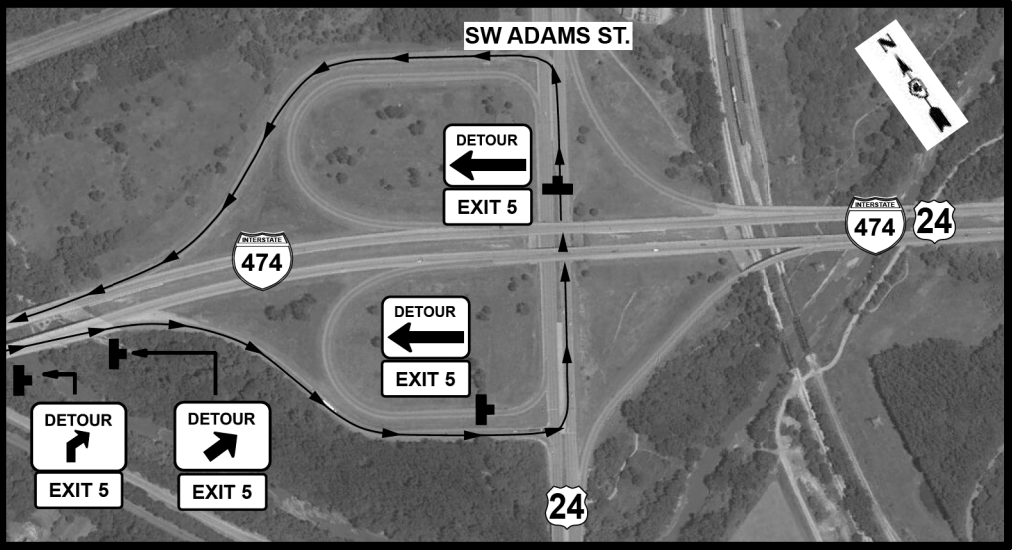 SW ADAMS ST.
N
DETOUR
EXIT 5
INTERSTATE
474
24
INTERSTATE
474
DETOUR
EXIT 5
DETOUR
EXIT 5
DETOUR
EXIT 5
24